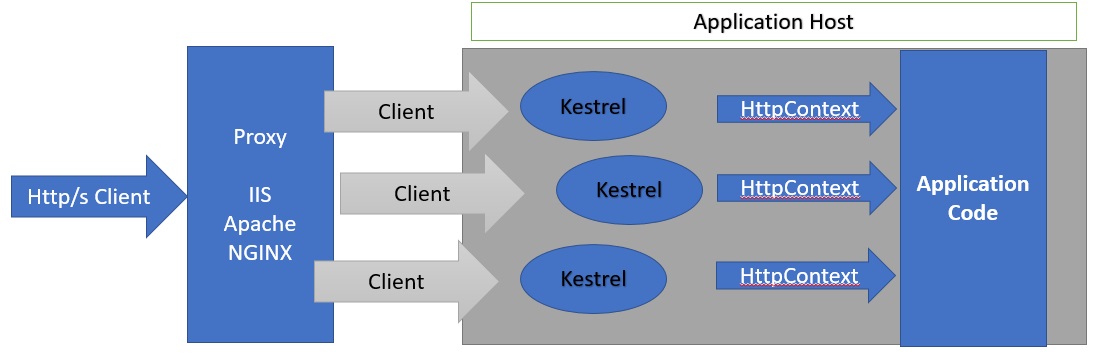 Application Host
Http/s Client
Proxy
IIS
Apache
NGINX
Client
Kestrel
HttpContext
Client
Kestrel
HttpContext
Client
Kestrel
HttpContext
Application
Code